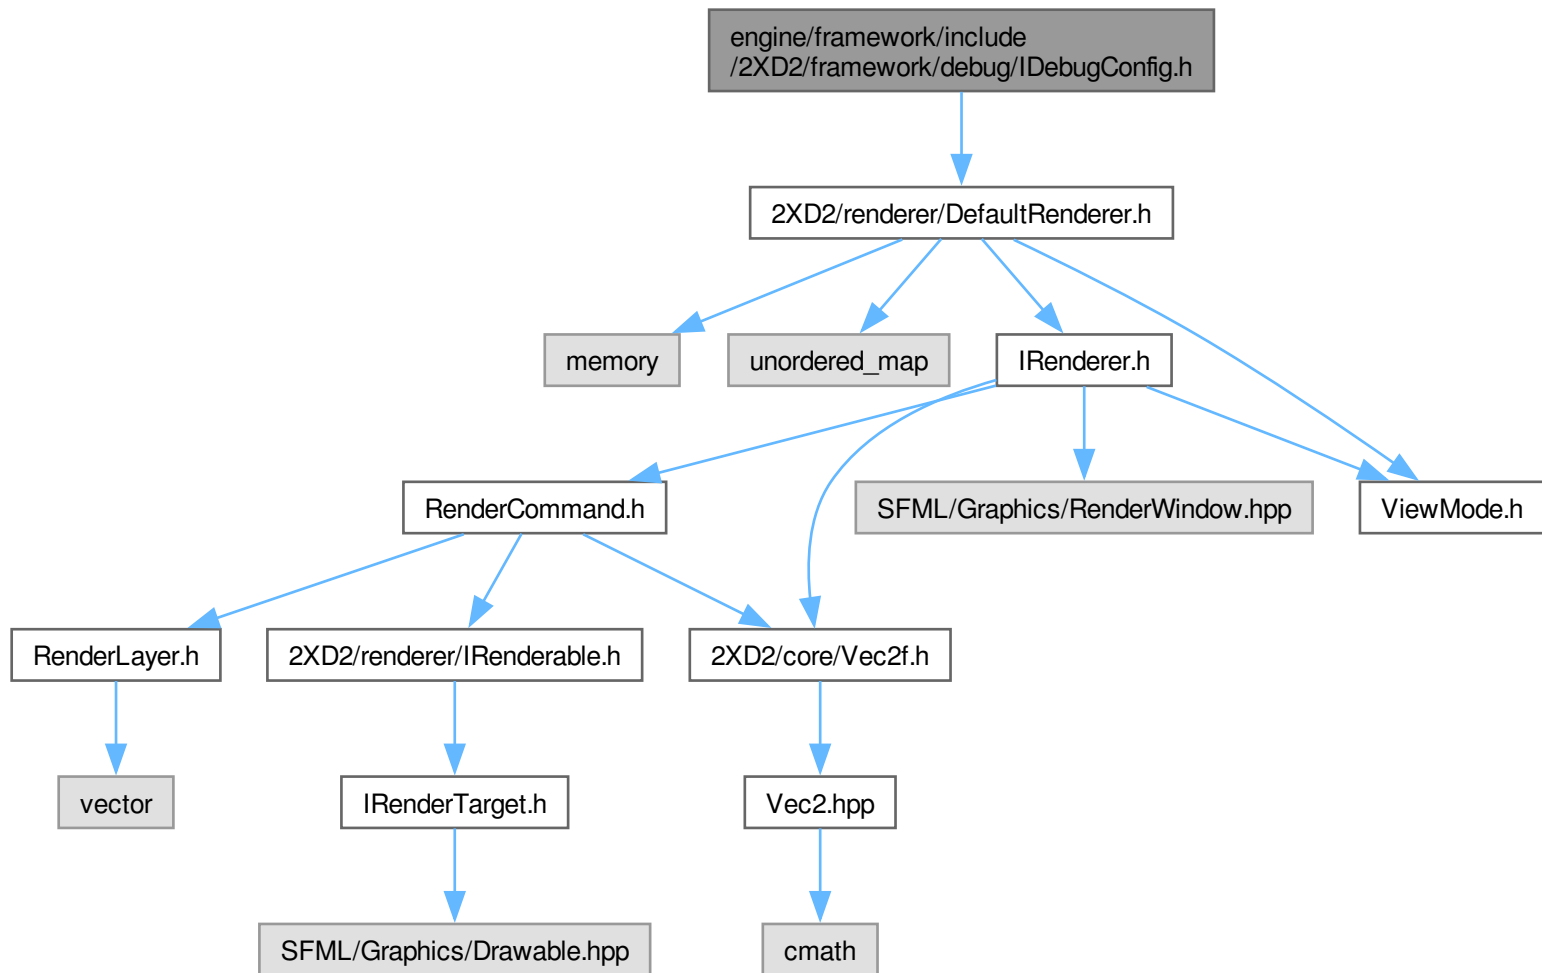 engine/framework/include
/2XD2/framework/debug/IDebugConfig.h
2XD2/renderer/DefaultRenderer.h
memory
unordered_map
IRenderer.h
RenderCommand.h
SFML/Graphics/RenderWindow.hpp
ViewMode.h
RenderLayer.h
2XD2/renderer/IRenderable.h
2XD2/core/Vec2f.h
vector
IRenderTarget.h
Vec2.hpp
SFML/Graphics/Drawable.hpp
cmath